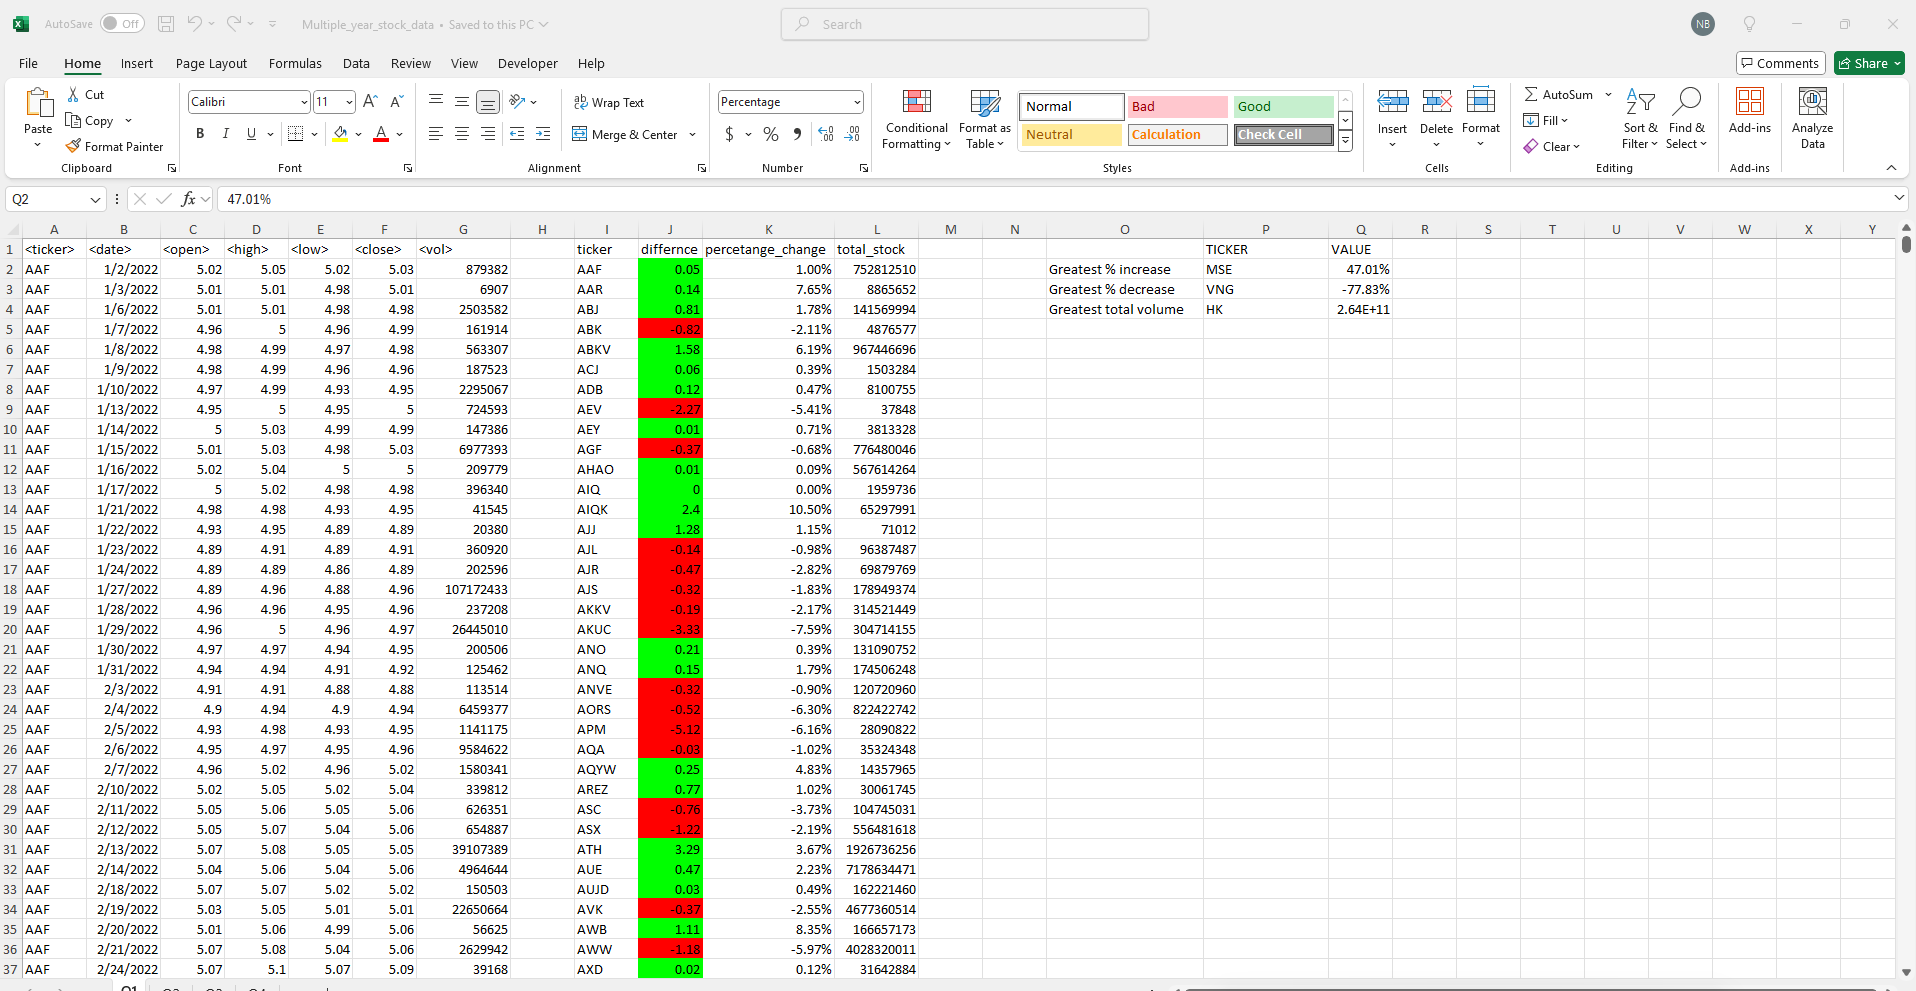 AutoSave Off Multiple_year_stock_data • Saved to this PC Search NB
File Home Insert Page Layout Formulas Data Review View Developer Help Comments Share
Paste Cut Copy Format Painter Clipboard
Calibri 11 B I U A Font
ab Wrap Text Merge & Center Alignment
Percentage $ % Number
Conditional Formatting Format as Table
Normal Bad Good
Neutral Calculation Check Cell
Styles
Insert Delete Format Cells
AutoSum Fill Clear Sort & Filter Find & Select Editing
Add-ins Add-ins
Analyze Data
Q2 fx 47.01%
A B C D E F G H I J K L M N O P Q R S T U V W X Y
1 <ticker> <date> <open> <high> <low> <close> <vol> ticker differnce percetange_change total_stock TICKER VALUE
2 AAF 1/2/2022 5.02 5.05 5.02 5.03 879382 AAF 0.05 1.00% 752812510 Greatest % increase MSE 47.01%
3 AAF 1/3/2022 5.01 5.01 4.98 5.01 6907 AAR 0.14 7.65% 8865652 Greatest % decrease VNG -77.83%
4 AAF 1/6/2022 5.01 5.01 4.98 4.98 2503582 ABJ 0.81 1.78% 141569994 Greatest total volume HK 2.64E+11
5 AAF 1/7/2022 4.96 5 4.96 4.99 161914 ABK -0.82 -2.11% 4876577
6 AAF 1/8/2022 4.98 4.99 4.97 4.98 563307 ABKV 1.58 6.19% 967446696
7 AAF 1/9/2022 4.98 4.99 4.96 4.96 187523 ACJ 0.06 0.39% 1503284
8 AAF 1/10/2022 4.97 4.99 4.93 4.95 2295067 ADB 0.12 0.47% 8100755
9 AAF 1/13/2022 4.95 5 4.95 5 724593 AEV -2.27 -5.41% 37848
10 AAF 1/14/2022 5 5.03 4.99 4.99 147386 AEY 0.01 0.71% 3813328
11 AAF 1/15/2022 5.01 5.03 4.98 5.03 6977393 AGF -0.37 -0.68% 776480046
12 AAF 1/16/2022 5.02 5.04 5 5 209779 AHAO 0.01 0.09% 567614264
13 AAF 1/17/2022 5 5.02 4.98 4.98 396340 AIQ 0 0.00% 1959736
14 AAF 1/21/2022 4.98 4.98 4.93 4.95 41545 AIQK 2.4 10.50% 65297991
15 AAF 1/22/2022 4.93 4.95 4.89 4.89 20380 AJJ 1.28 1.15% 71012
16 AAF 1/23/2022 4.89 4.91 4.89 4.91 360920 AJL -0.14 -0.98% 96387487
17 AAF 1/24/2022 4.89 4.89 4.86 4.89 202596 AJR -0.47 -2.82% 69879769
18 AAF 1/27/2022 4.89 4.96 4.88 4.96 107172433 AJS -0.32 -1.83% 178949374
19 AAF 1/28/2022 4.96 4.96 4.95 4.96 237208 AKKV -0.19 -2.17% 314521449
20 AAF 1/29/2022 4.96 5 4.96 4.97 26445010 AKUC -3.33 -7.59% 304714155
21 AAF 1/30/2022 4.97 4.97 4.94 4.95 200506 ANO 0.21 0.39% 131090752
22 AAF 1/31/2022 4.94 4.94 4.91 4.92 125462 ANQ 0.15 1.79% 174506248
23 AAF 2/3/2022 4.91 4.91 4.88 4.88 113514 ANVE -0.32 -0.90% 120720960
24 AAF 2/4/2022 4.9 4.94 4.9 4.94 6459377 AORS -0.52 -6.30% 822422742
25 AAF 2/5/2022 4.93 4.98 4.93 4.95 1141175 APM -5.12 -6.16% 28090822
26 AAF 2/6/2022 4.95 4.97 4.95 4.96 9584622 AQA -0.03 -1.02% 35324348
27 AAF 2/7/2022 4.96 5.02 4.96 5.02 1580341 AQYW 0.25 4.83% 14357965
28 AAF 2/10/2022 5.02 5.05 5.02 5.04 339812 AREZ 0.77 1.02% 30061745
29 AAF 2/11/2022 5.05 5.06 5.05 5.06 626351 ASC -0.76 -3.73% 104745031
30 AAF 2/12/2022 5.05 5.07 5.04 5.06 654887 ASX -1.22 -2.19% 556481618
31 AAF 2/13/2022 5.07 5.08 5.05 5.05 39107389 ATH 3.29 3.67% 1926736256
32 AAF 2/14/2022 5.04 5.06 5.04 5.06 4964644 AUE 0.47 2.23% 7178634471
33 AAF 2/18/2022 5.07 5.07 5.02 5.02 150503 AUJD 0.03 0.49% 162221460
34 AAF 2/19/2022 5.03 5.05 5.01 5.01 22650664 AVK -0.37 -2.55% 4677360514
35 AAF 2/20/2022 5.01 5.06 4.99 5.06 56625 AWB 1.11 8.35% 166657173
36 AAF 2/21/2022 5.07 5.08 5.04 5.06 2629942 AWW -1.18 -5.97% 4028320011
37 AAF 2/24/2022 5.07 5.1 5.07 5.09 39168 AXD 0.02 0.12% 31642884